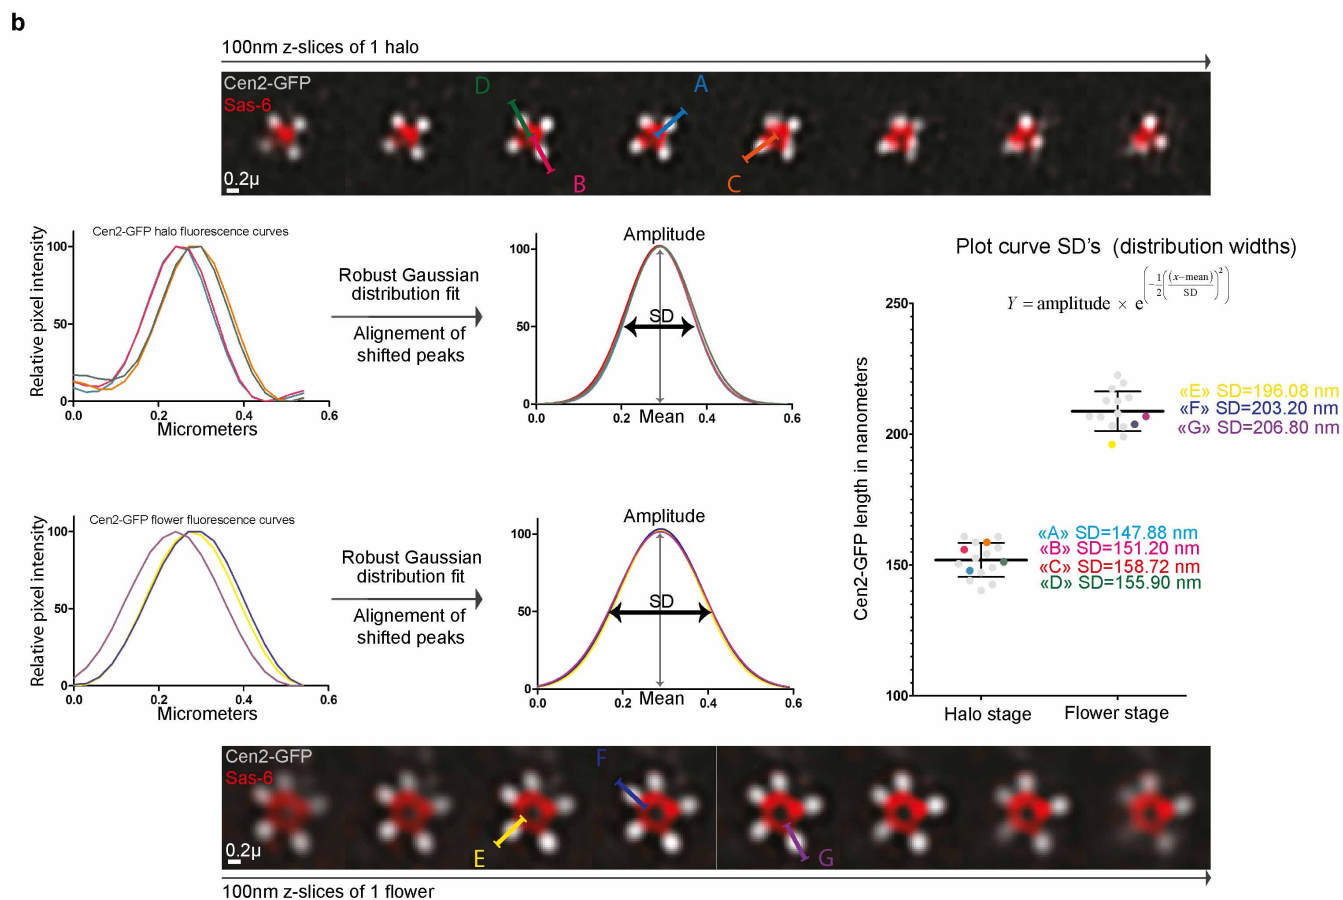 b
100nm z-slices of 1 halo
Cen2-GFP
Sas-6
0.2µ
D
B
A
C
Cen2-GFP halo fluorescence curves
Relative pixel intensity
100
50
0
0.0 0.2 0.4 0.6
Micrometers
Robust Gaussian
distribution fit
Alignement of
shifted peaks
Amplitude
100
50
0
SD
0.0 0.2 0.4 0.6
Mean
Plot curve SD's (distribution widths)
Y = amplitude × e^(-1/2((x-mean)/SD)^2)
Cen2-GFP length in nanometers
250
200
150
100
«E» SD=196.08 nm
«F» SD=203.20 nm
«G» SD=206.80 nm
«A» SD=147.88 nm
«B» SD=151.20 nm
«C» SD=158.72 nm
«D» SD=155.90 nm
Halo stage Flower stage
Cen2-GFP flower fluorescence curves
Relative pixel intensity
100
50
0
0.0 0.2 0.4 0.6
Micrometers
Robust Gaussian
distribution fit
Alignement of
shifted peaks
Amplitude
100
50
0
SD
0.0 0.2 0.4 0.6
Mean
Cen2-GFP
Sas-6
0.2µ
E
F
G
100nm z-slices of 1 flower